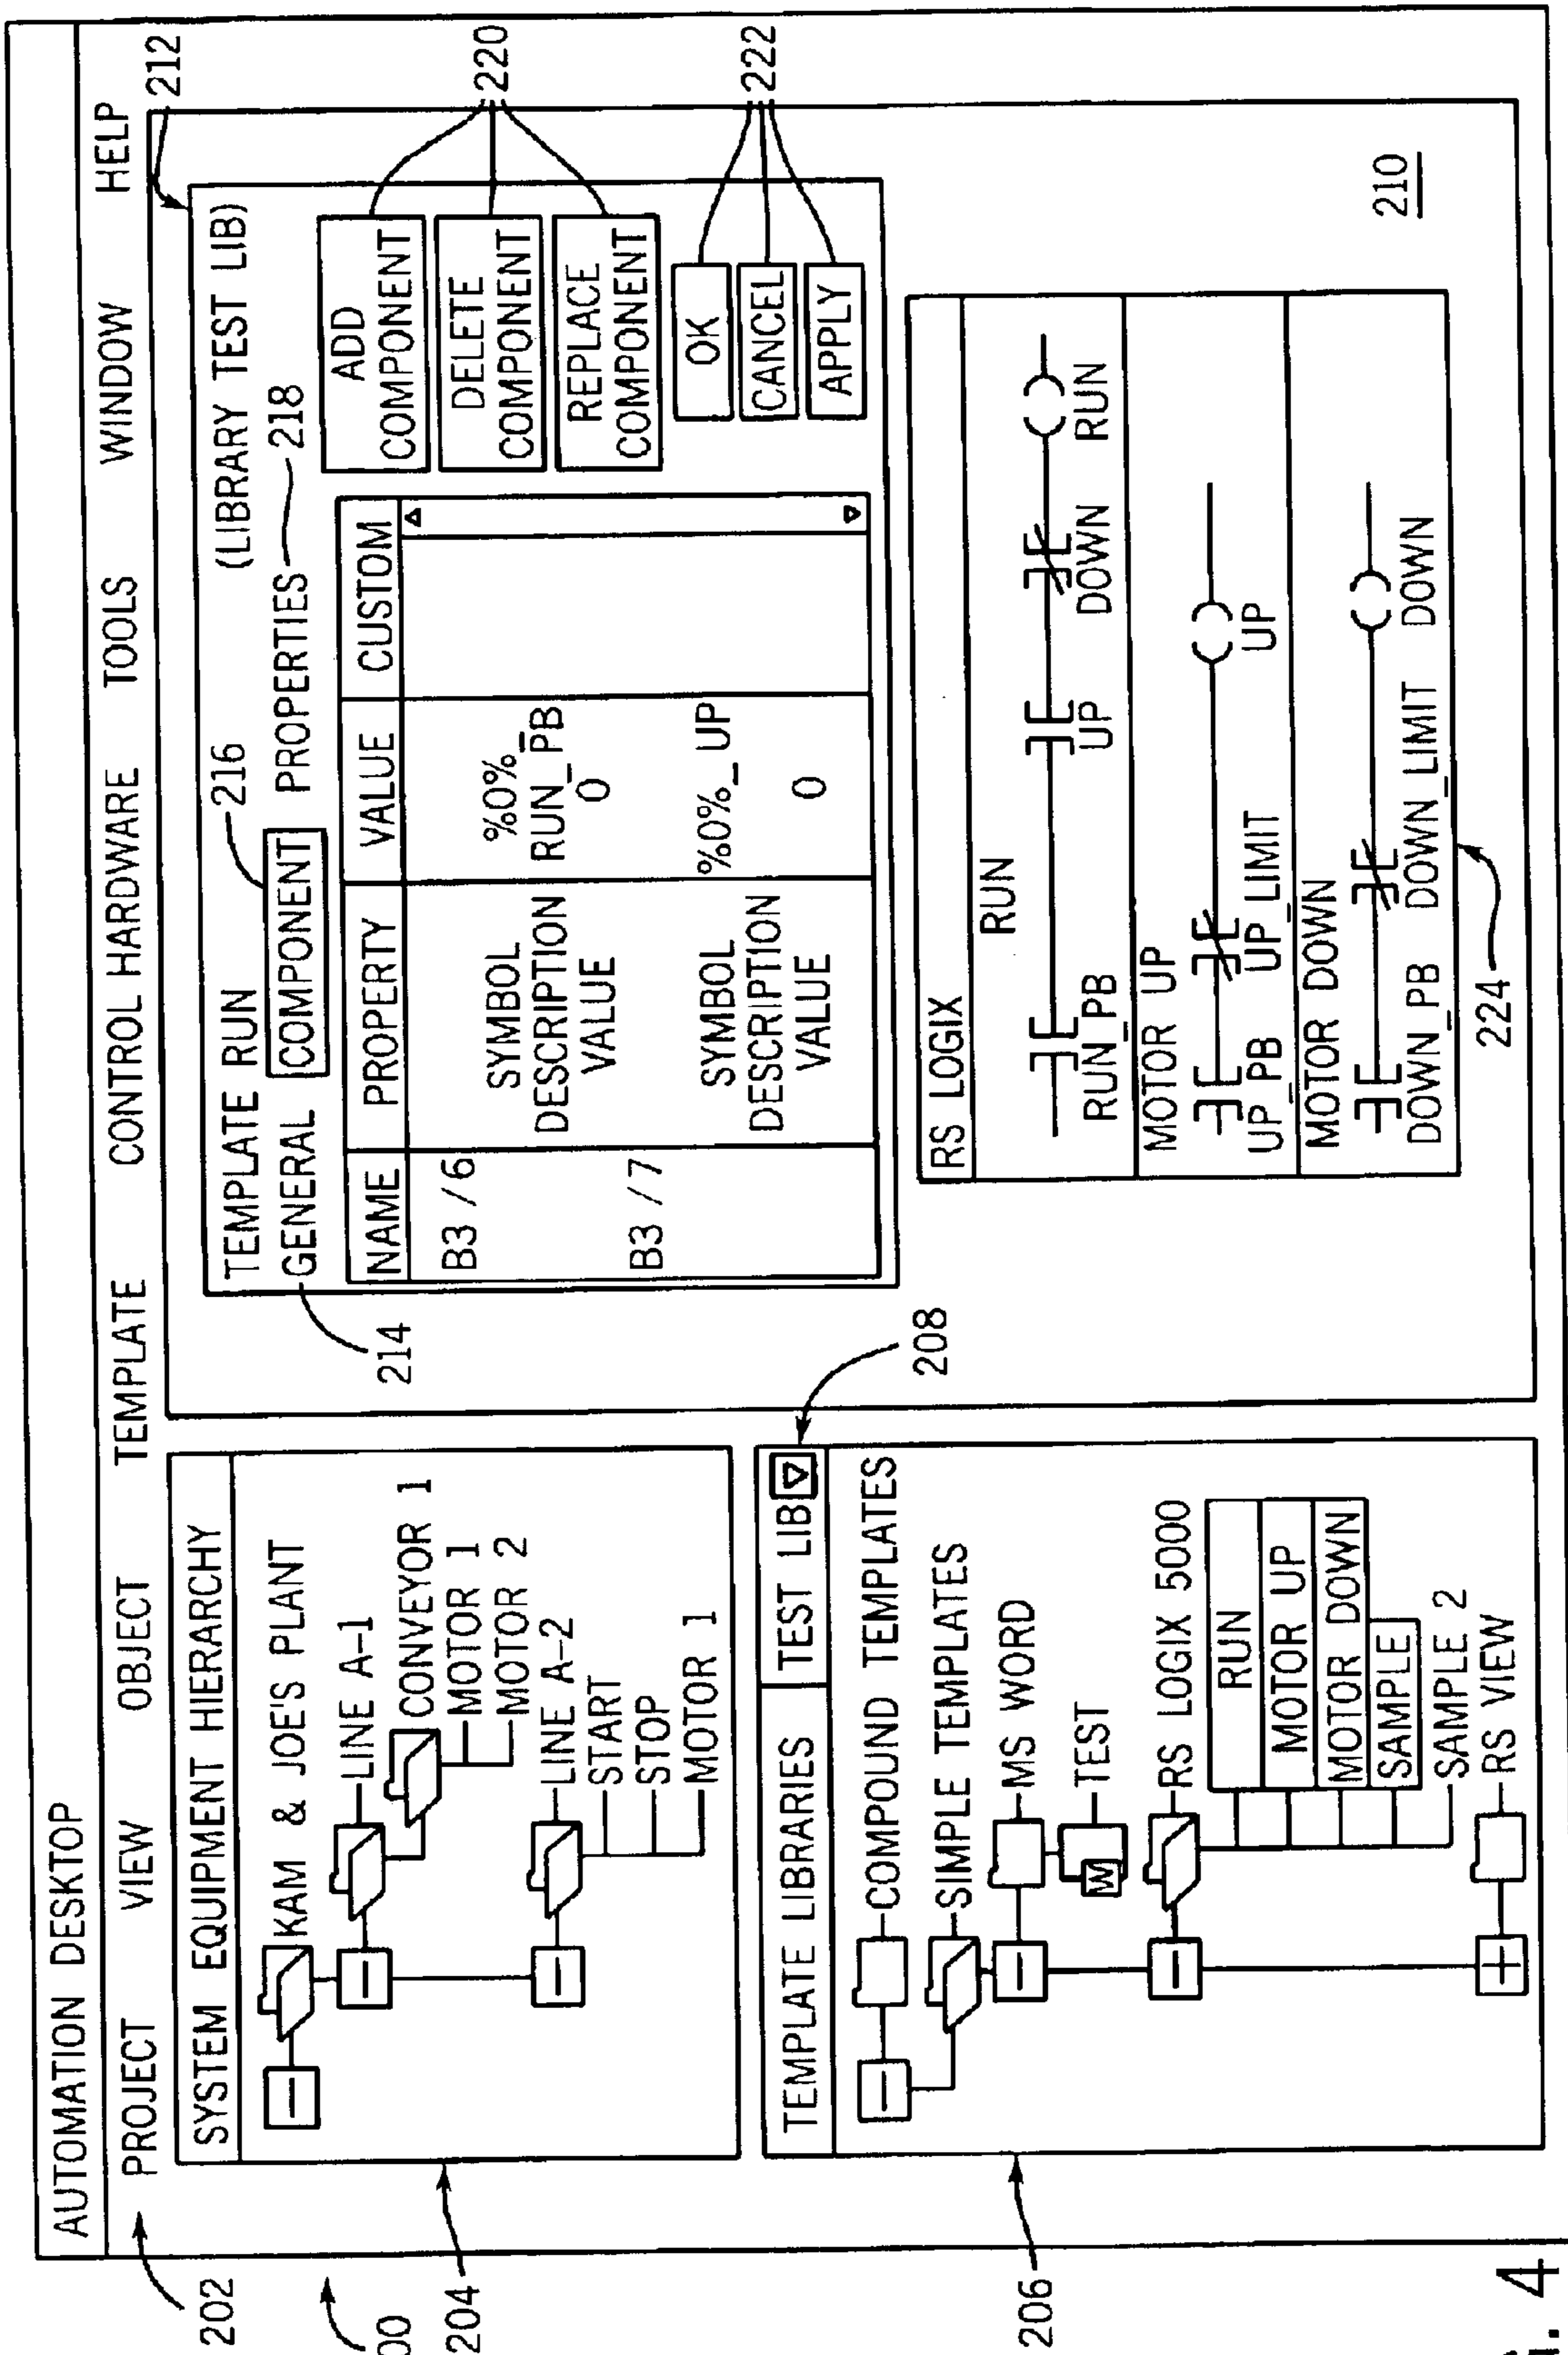 AUTOMATION DESKTOP
PROJECT VIEW OBJECT TEMPLATE CONTROL HARDWARE TOOLS WINDOW HELP
202
00
SYSTEM EQUIPMENT HIERARCHY
KAM & JOE'S PLANT
LINE A-1
CONVEYOR 1
MOTOR 1
MOTOR 2
LINE A-2
START
STOP
MOTOR 1
204
TEMPLATE LIBRARIES TEST LIB
208
COMPOUND TEMPLATES
SIMPLE TEMPLATES
MS WORD
W
TEST
RS LOGIX 5000
RUN
MOTOR UP
MOTOR DOWN
SAMPLE
SAMPLE 2
RS VIEW
206
212
TEMPLATE RUN (LIBRARY TEST LIB)
216
GENERAL COMPONENT PROPERTIES 218
214
NAME PROPERTY VALUE CUSTOM
B3 /6
SYMBOL %0%_
DESCRIPTION RUN_PB
VALUE 0
B3 /7
SYMBOL %0%_UP
DESCRIPTION
VALUE 0
ADD
COMPONENT
DELETE
COMPONENT
REPLACE
COMPONENT
220
OK
CANCEL
APPLY
222
RS LOGIX
RUN
RUN_PB UP DOWN RUN
MOTOR UP
UP_PB UP_LIMIT UP
MOTOR DOWN
DOWN_PB DOWN_LIMIT DOWN
224
210
G. 4